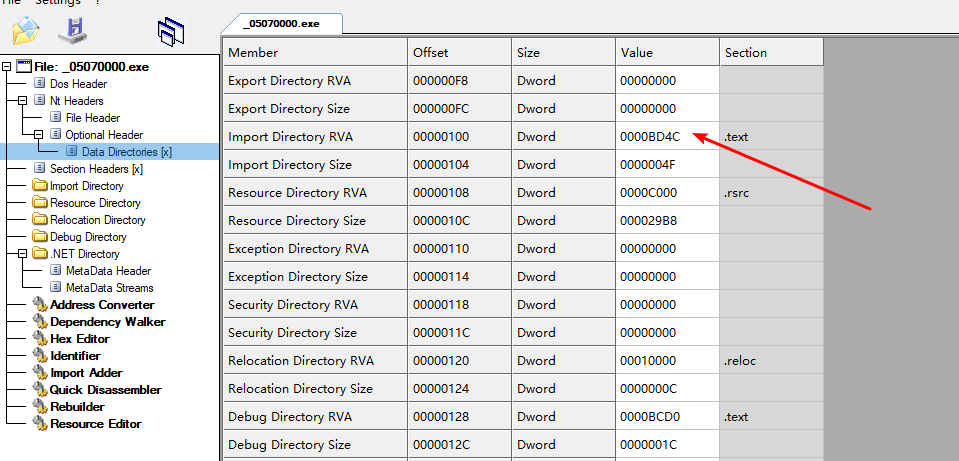 File Settings ?
_05070000.exe
File: _05070000.exe
Dos Header
Nt Headers
File Header
Optional Header
Data Directories [x]
Section Headers [x]
Import Directory
Resource Directory
Relocation Directory
Debug Directory
.NET Directory
MetaData Header
MetaData Streams
Address Converter
Dependency Walker
Hex Editor
Identifier
Import Adder
Quick Disassembler
Rebuilder
Resource Editor
Member Offset Size Value Section
Export Directory RVA 000000F8 Dword 00000000
Export Directory Size 000000FC Dword 00000000
Import Directory RVA 00000100 Dword 0000BD4C .text
Import Directory Size 00000104 Dword 0000004F
Resource Directory RVA 00000108 Dword 0000C000 .rsrc
Resource Directory Size 0000010C Dword 000029B8
Exception Directory RVA 00000110 Dword 00000000
Exception Directory Size 00000114 Dword 00000000
Security Directory RVA 00000118 Dword 00000000
Security Directory Size 0000011C Dword 00000000
Relocation Directory RVA 00000120 Dword 00010000 .reloc
Relocation Directory Size 00000124 Dword 0000000C
Debug Directory RVA 00000128 Dword 0000BCD0 .text
Debug Directory Size 0000012C Dword 0000001C